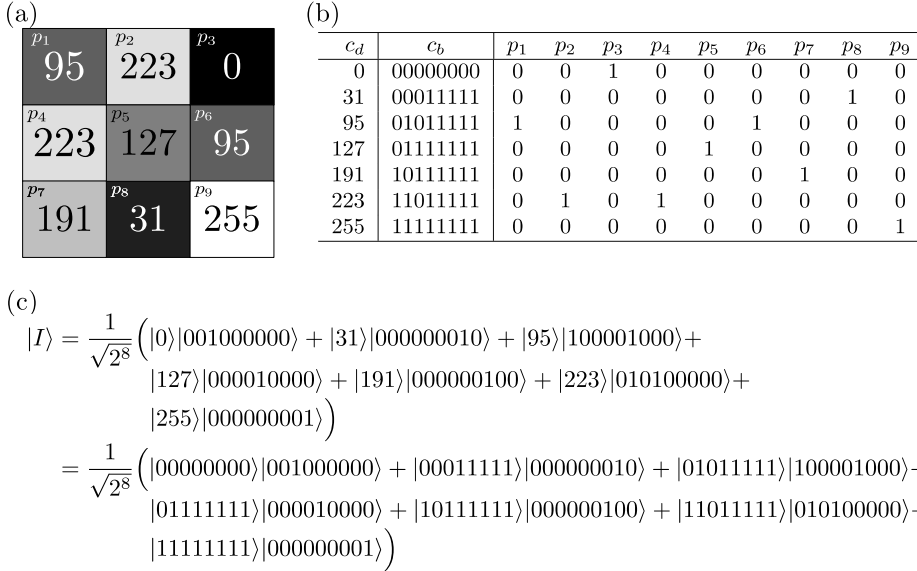 (a)
p₁ p₂ p₃
95 223 0
p₄ p₅ p₆
223 127 95
p₇ p₈ p₉
191 31 255
(b)
c_d c_b p₁ p₂ p₃ p₄ p₅ p₆ p₇ p₈ p₉
0 00000000 0 0 1 0 0 0 0 0 0
31 00011111 0 0 0 0 0 0 0 1 0
95 01011111 1 0 0 0 0 1 0 0 0
127 01111111 0 0 0 0 1 0 0 0 0
191 10111111 0 0 0 0 0 0 1 0 0
223 11011111 0 1 0 1 0 0 0 0 0
255 11111111 0 0 0 0 0 0 0 0 1
(c)
|I⟩ = 1/√2⁸ (|0⟩|001000000⟩ + |31⟩|000000010⟩ + |95⟩|100001000⟩+
|127⟩|000010000⟩ + |191⟩|000000100⟩ + |223⟩|010100000⟩+
|255⟩|000000001⟩)
= 1/√2⁸ (|00000000⟩|001000000⟩ + |00011111⟩|000000010⟩ + |01011111⟩|100001000⟩+
|01111111⟩|000010000⟩ + |10111111⟩|000000100⟩ + |11011111⟩|010100000⟩+
|11111111⟩|000000001⟩)